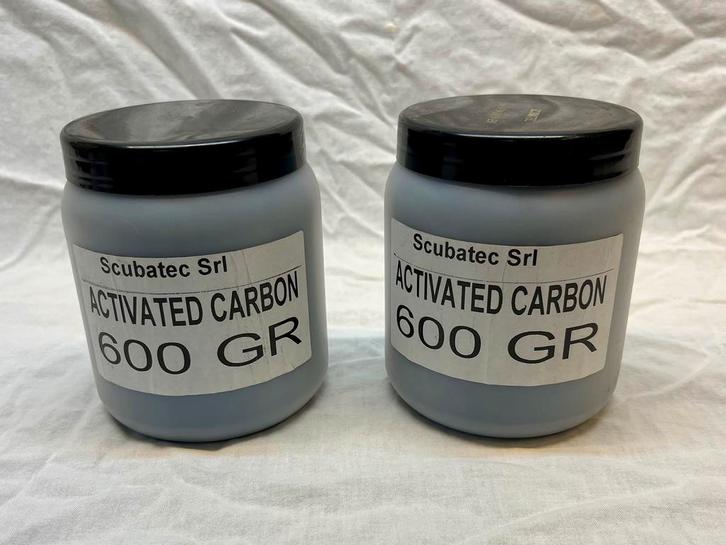 Scubatec Srl
ACTIVATED CARBON
600 GR
Scubatec Srl
ACTIVATED CARBON
600 GR